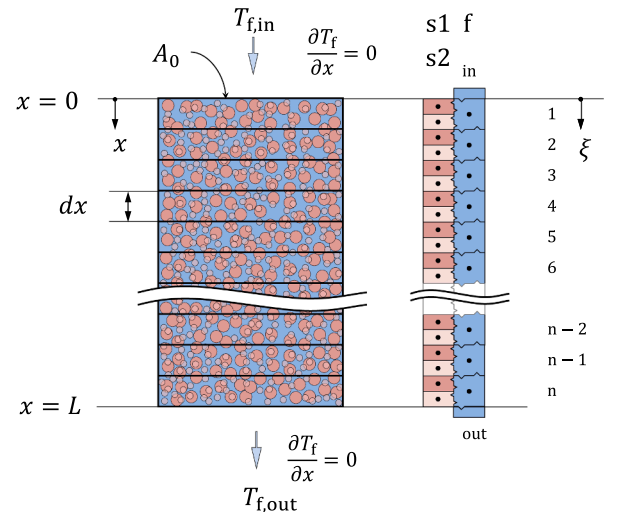 T_f,in
∂T_f/∂x = 0
s1 f
s2
in
A_0
x = 0
x
1
ξ
2
3
dx
4
5
6
n − 2
n − 1
n
x = L
out
∂T_f/∂x = 0
T_f,out